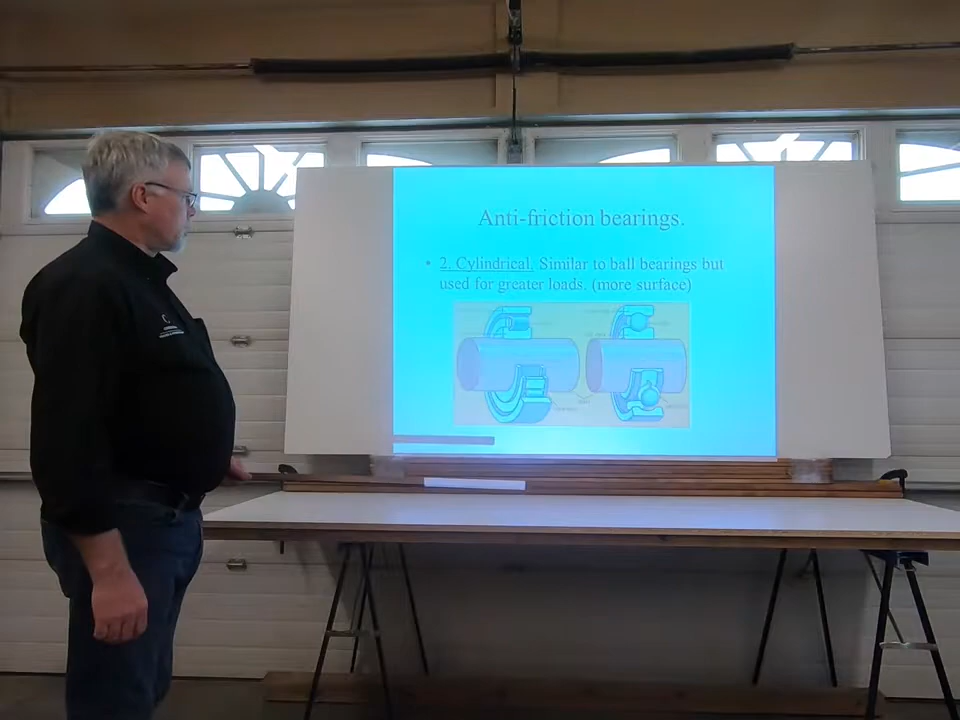 Anti-friction bearings.
• 2. Cylindrical. Similar to ball bearings but
used for greater loads. (more surface)